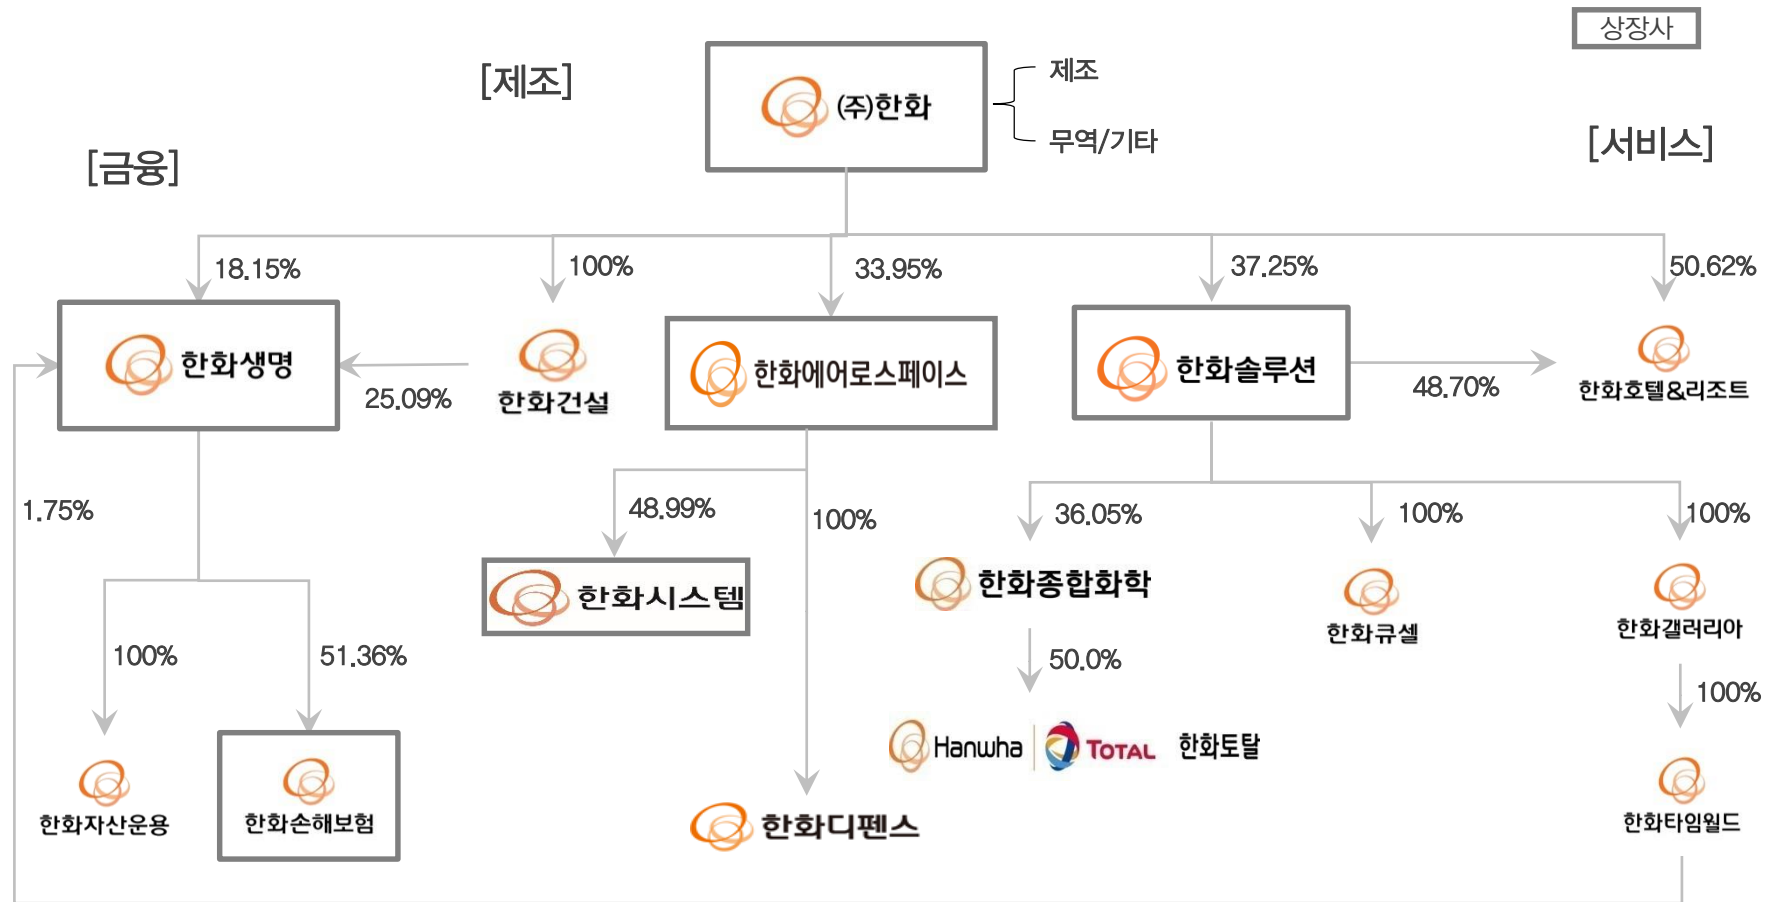 상장사
[제조]
(주)한화
제조
무역/기타
[금융]
[서비스]
18.15%
100%
33.95%
37.25%
50.62%
한화생명
25.09%
한화건설
한화에어로스페이스
한화솔루션
48.70%
한화호텔&리조트
1.75%
48.99%
100%
36.05%
100%
100%
한화시스템
한화종합화학
한화큐셀
한화갤러리아
100%
51.36%
50.0%
100%
Hanwha
TOTAL
한화토탈
한화자산운용
한화손해보험
한화디펜스
한화타임월드